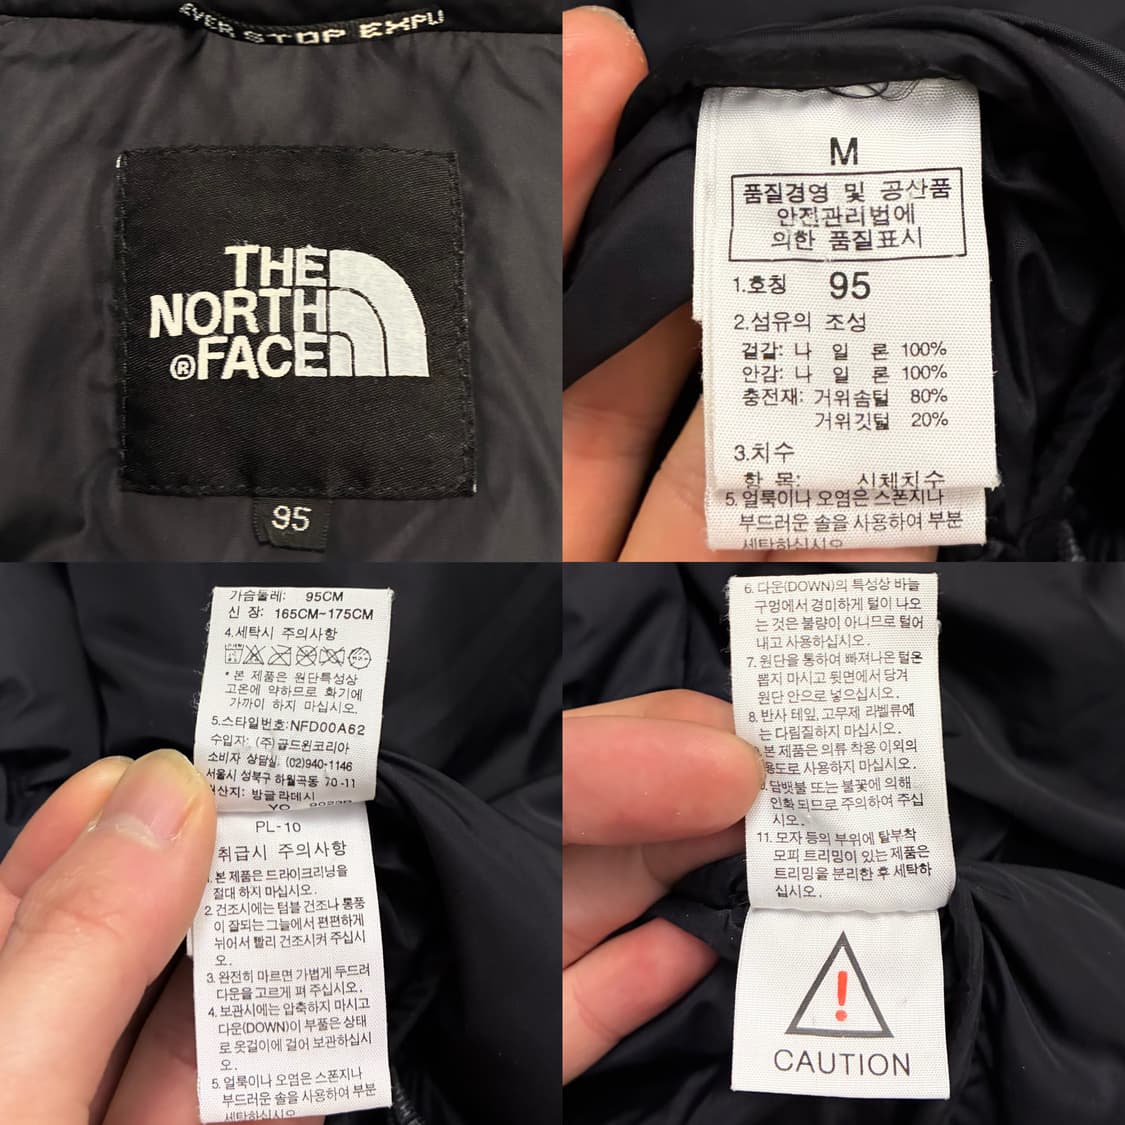 EVER STOP EXPL
THE
NORTH
®FACE
95
M
품질경영 및 공산품
안전관리법에
의한 품질표시
1.호칭 95
2.섬유의 조성
겉감: 나 일 론 100%
안감: 나 일 론 100%
충전재: 거위솜털 80%
거위깃털 20%
3.치수
항 목: 신체치수
5. 얼룩이나 오염은 스폰지나
부드러운 솔을 사용하여 부분
세탁하십시오
가슴둘레: 95CM
신 장: 165CM~175CM
4.세탁시 주의사항
* 본 제품은 원단특성상
고온에 약하므로 화기에
가까이 하지 마십시오.
5.스타일번호:NFD00A62
수입자: (주)골드윈코리아
소비자 상담실. (02)940-1146
서울시 성북구 하월곡동 0-11
원산지: 방글라데시
YO
PL-10
취급시 주의사항
1. 본 제품은 드라이크리닝을
절대 하지 마십시오.
2. 건조시에는 텀블 건조나 통풍
이 잘되는 그늘에서 편편하게
뉘어서 빨리 건조시켜 주십시
오.
3. 완전히 마르면 가볍게 두드려
다운을 고르게 펴 주십시오.
4. 보관시에는 압축하지 마시고
다운(DOWN)이 부풀은 상태
로 옷걸이에 걸어 보관하십시
오.
5. 얼룩이나 오염은 스폰지나
부드러운 솔을 사용하여 부분
세탁하십시오
6. 다운(DOWN)의 특성상 바늘
구멍에서 경미하게 털이 나오
는 것은 불량이 아니므로 털어
내고 사용하십시오.
7. 원단을 통하여 빠져나온 털은
뽑지 마시고 뒷면에서 당겨
원단 안으로 넣으십시오.
8. 반사 테잎, 고무제 라벨류에
는 다림질하지 마십시오.
본 제품은 의류 착용 이외의
용도로 사용하지 마십시오.
담뱃불 또는 불꽃에 의해
인화 되므로 주의하여 주십
시오.
11. 모자 등의 부위에 탈부착
모피 트리밍이 있는 제품은
트리밍을 분리한 후 세탁하
십시오.
!
CAUTION